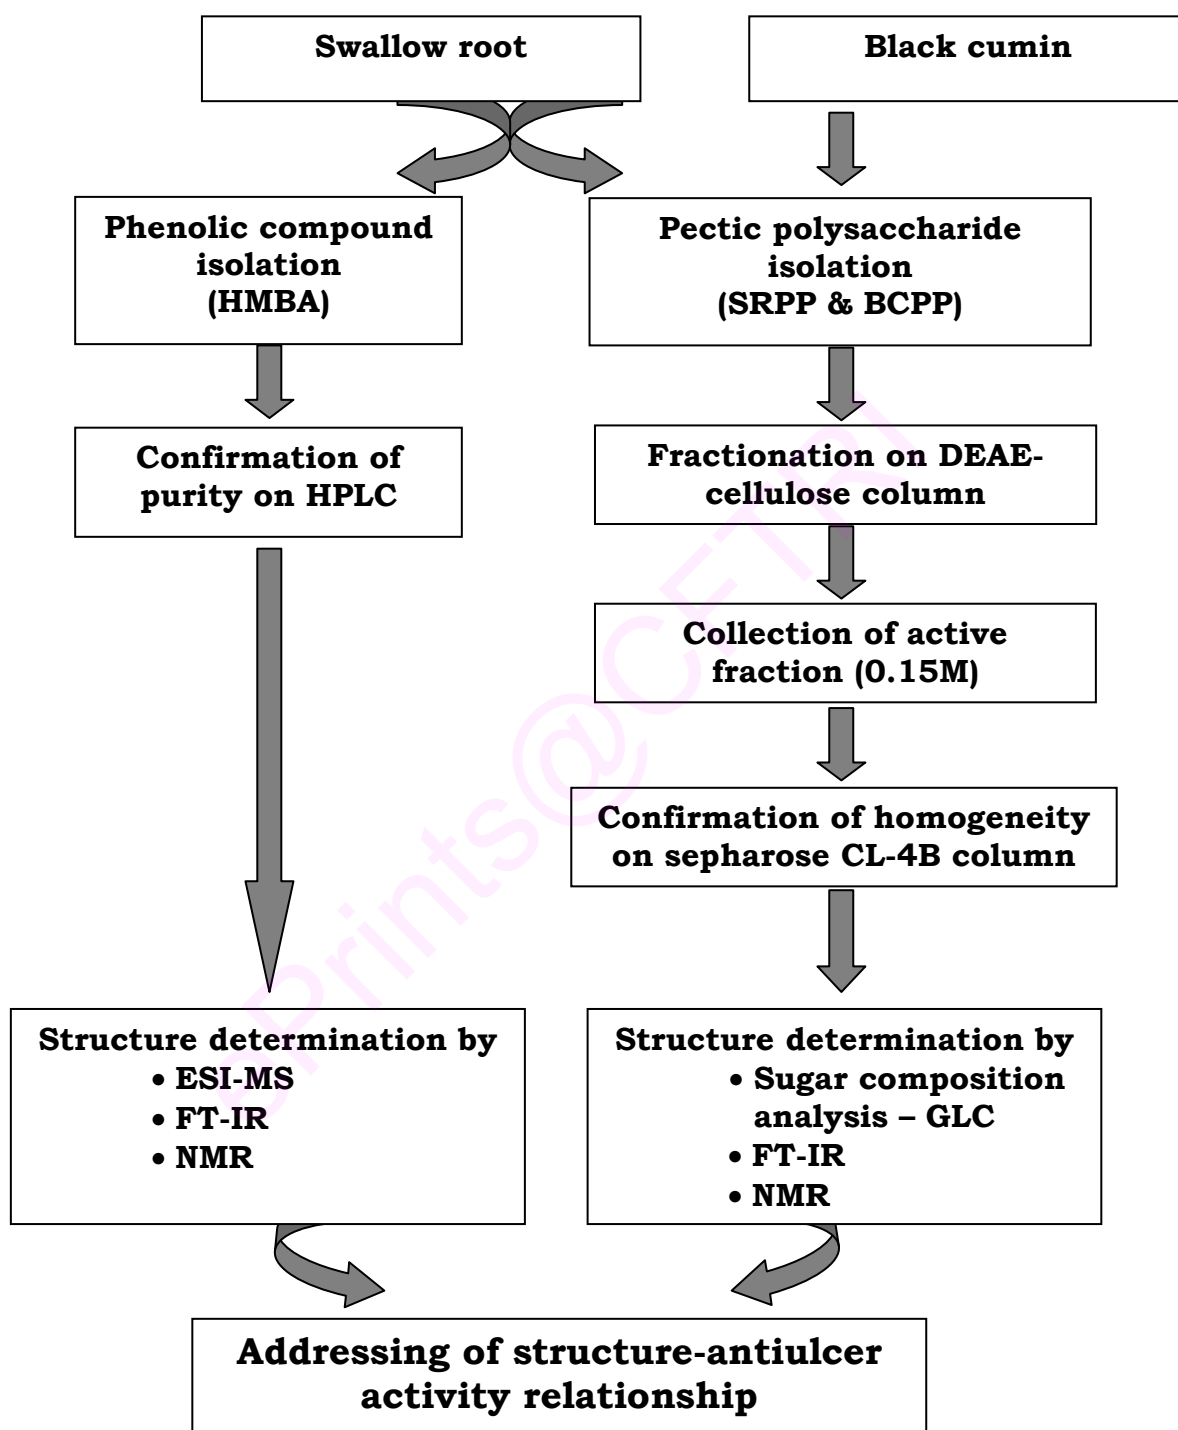 Swallow root
Black cumin
Phenolic compound
isolation
(HMBA)
Pectic polysaccharide
isolation
(SRPP & BCPP)
Confirmation of
purity on HPLC
Fractionation on DEAE-
cellulose column
Collection of active
fraction (0.15M)
Confirmation of homogeneity
on sepharose CL-4B column
Structure determination by
• ESI-MS
• FT-IR
• NMR
Structure determination by
• Sugar composition
analysis – GLC
• FT-IR
• NMR
Addressing of structure-antiulcer
activity relationship
ePrints@CFTRI